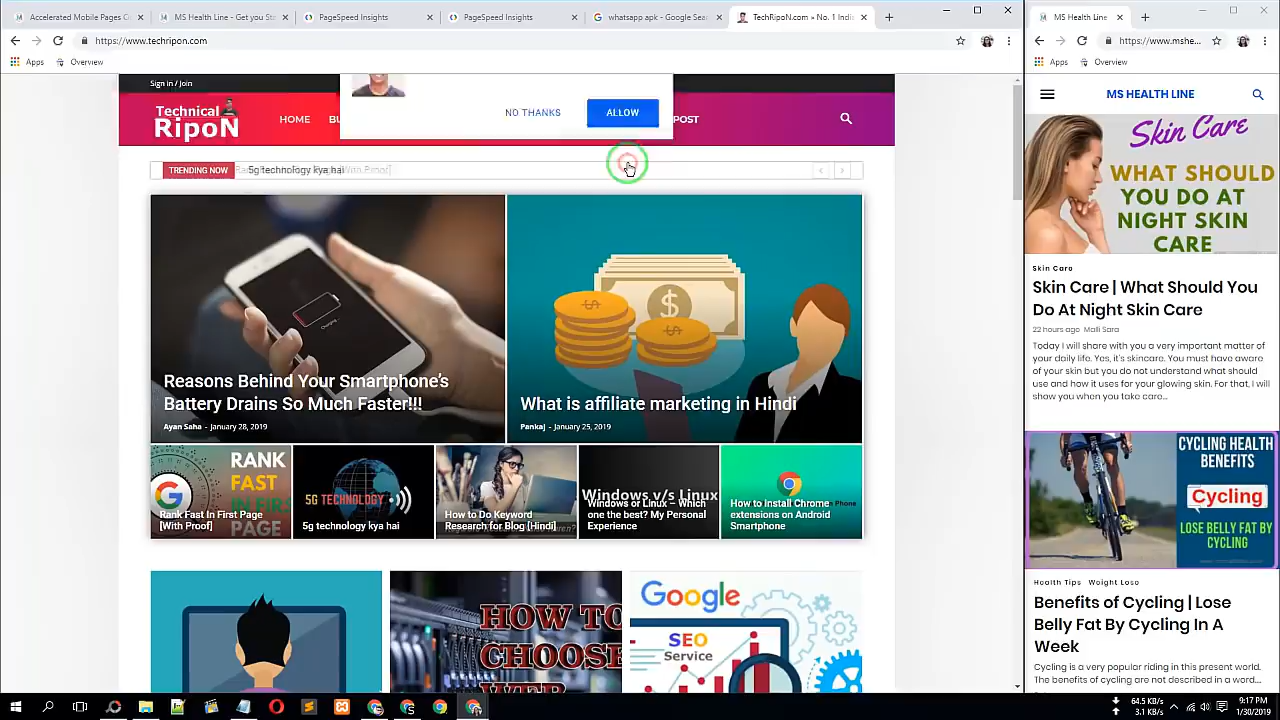 Accelerated Mobile Pages C
MS Health Line - Get you Sta
PageSpeed Insights
PageSpeed Insights
whatsapp apk - Google Sear
TechRipoN.com » No. 1 Indi
https://www.techripon.com
Apps
Overview
Sign in / Join
NO THANKS
ALLOW
Technical
RipoN
HOME
BU
POST
TRENDING NOW
5g technology kya hai
Reasons Behind Your Smartphone's
Battery Drains So Much Faster!!!
Ayan Saha - January 28, 2019
What is affiliate marketing in Hindi
Pankaj - January 25, 2019
RANK
FAST
IN FIRS
PAGE
Rank Fast In First Page
[With Proof]
5G TECHNOLOGY
5g technology kya hai
How to Do Keyword
Research for Blog [Hindi]
Windows v/s Linux
Windows or Linux – Which
one the best? My Personal
Experience
How to Install Chrome
extensions on Android
Smartphone
HOW TO
CHOOSE
WEB
Google
SEO
Service
MS Health Line
https://www.mshe...
Apps
Overview
MS HEALTH LINE
Skin Care
WHAT SHOULD
YOU DO AT
NIGHT SKIN
CARE
Skin Care
Skin Care | What Should You
Do At Night Skin Care
22 hours ago Malli Sara
Today I will share with you a very important matter
of your daily life. Yes, it's skincare. You must have aware
of your skin but you do not understand what should
use and how it uses for your glowing skin. For that, I will
show you when you take care...
CYCLING HEALTH
BENEFITS
Cycling
LOSE BELLY FAT BY
CYCLING
Health Tips Weight Loss
Benefits of Cycling | Lose
Belly Fat By Cycling In A
Week
Cycling is a very popular riding in this present world.
The benefits of cycling are not described in a word...
64.5 KB/s
3.1 KB/s
9:17 PM
1/30/2019